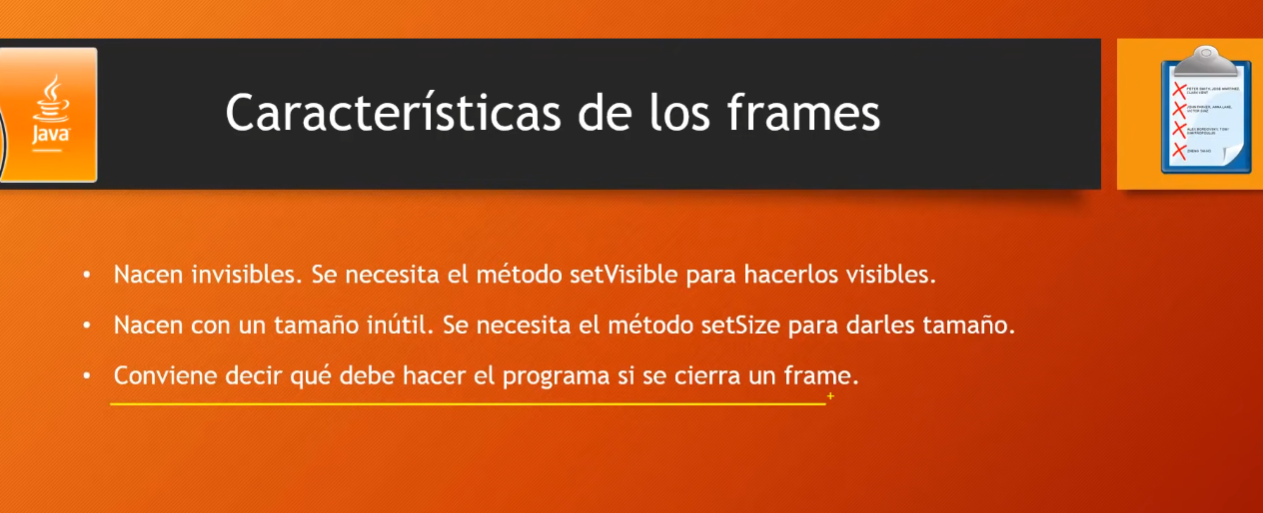 Java
Características de los frames
• Nacen invisibles. Se necesita el método setVisible para hacerlos visibles.
• Nacen con un tamaño inútil. Se necesita el método setSize para darles tamaño.
• Conviene decir qué debe hacer el programa si se cierra un frame.